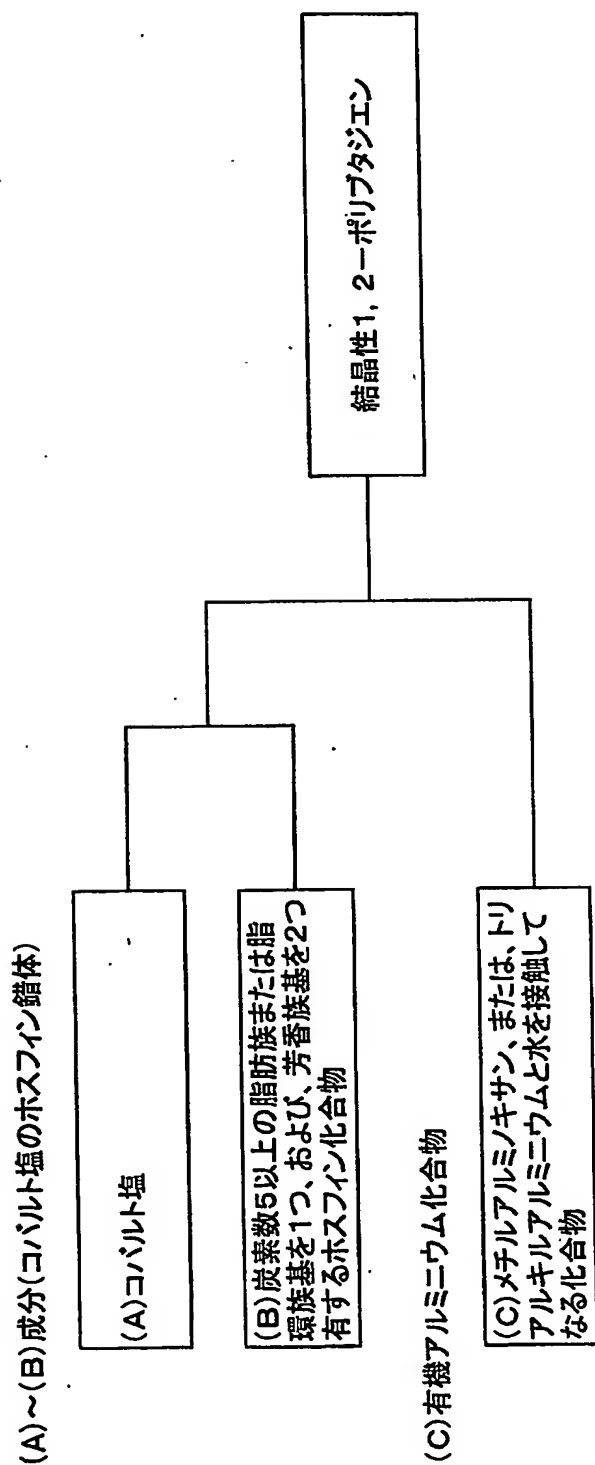 (A)~(B)成分(コバルト塩のホスフィン錯体)
(A)コバルト塩
(B)炭素数5以上の脂肪族または脂
環族基を1つ、および、芳香族基を2つ
有するホスフィン化合物
(C)有機アルミニウム化合物
(C)メチルアルミノキサン、または、トリ
アルキルアルミニウムと水を接触して
なる化合物
結晶性1,2-ポリブタジエン